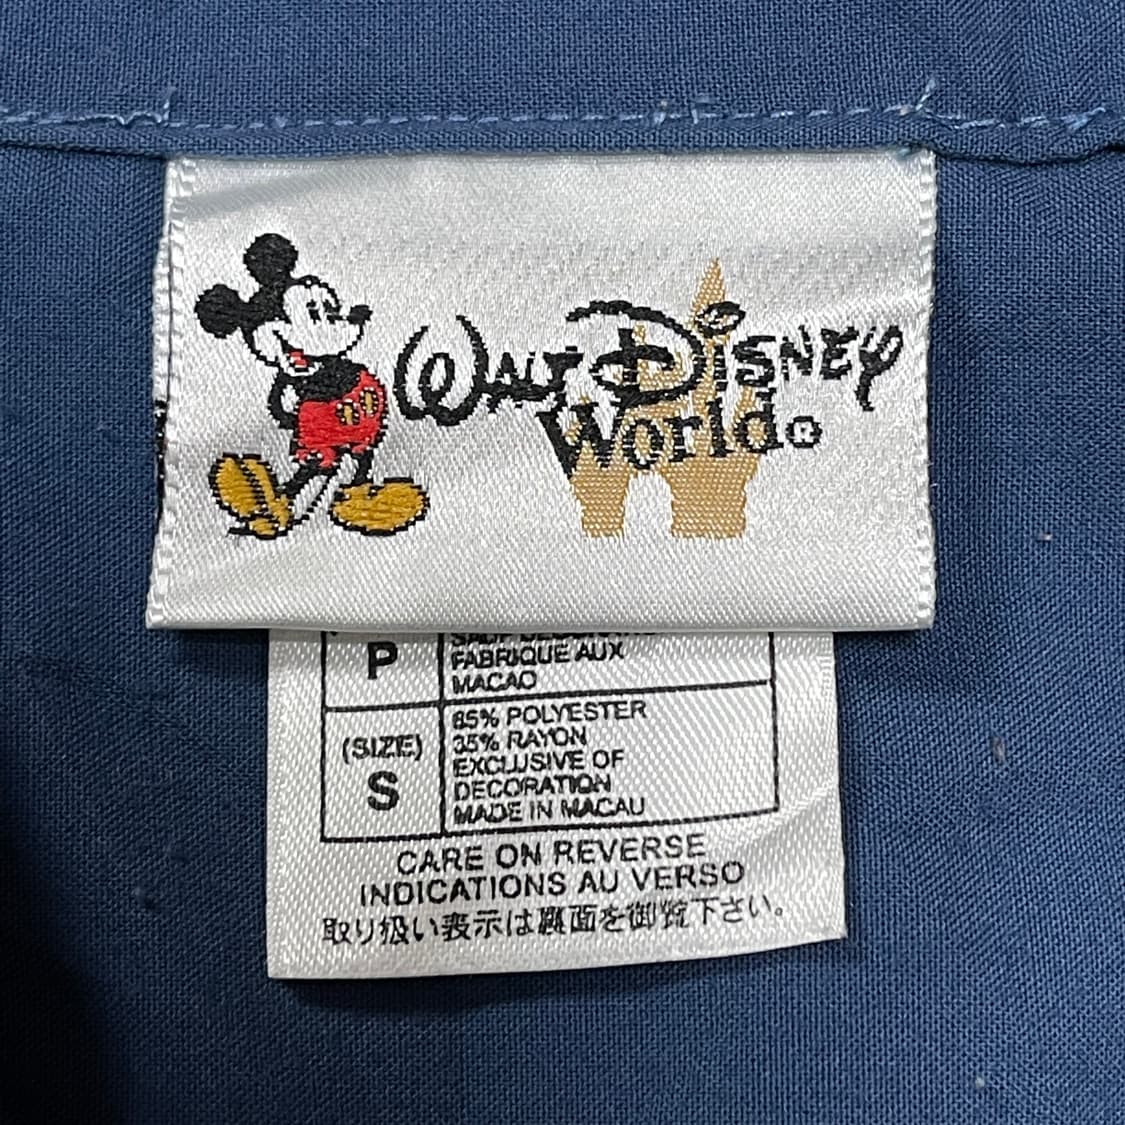 WALT DISNEY
World®
P
SAUF DECORATION
FABRIQUE AUX
MACAO
(SIZE)
S
65% POLYESTER
35% RAYON
EXCLUSIVE OF
DECORATION
MADE IN MACAU
CARE ON REVERSE
INDICATIONS AU VERSO
取り扱い表示は裏面を御覧下さい。